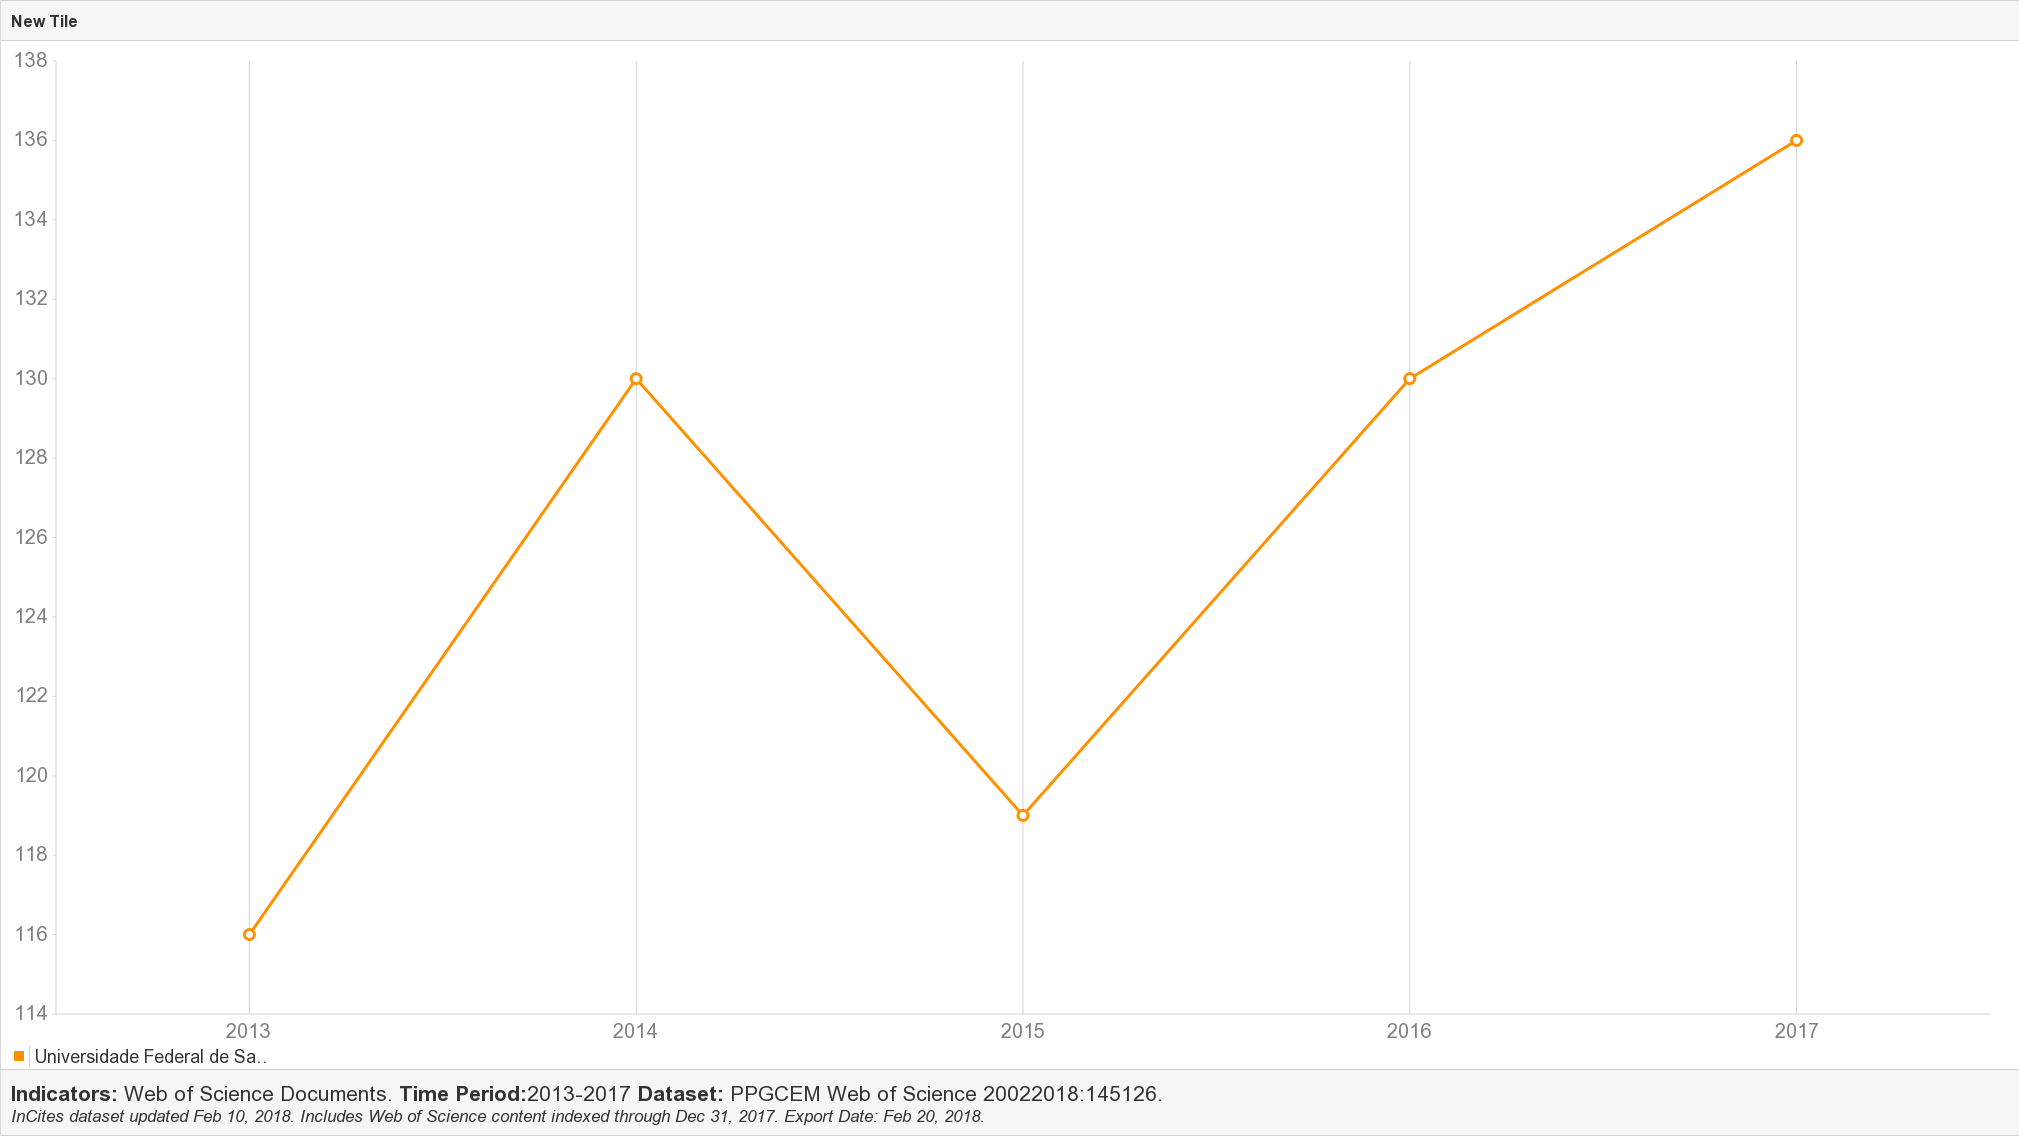 New Tile
138
136
134
132
130
128
126
124
122
120
118
116
114
2013 2014 2015 2016 2017
Universidade Federal de Sa..
Indicators: Web of Science Documents. Time Period:2013-2017 Dataset: PPGCEM Web of Science 20022018:145126.
InCites dataset updated Feb 10, 2018. Includes Web of Science content indexed through Dec 31, 2017. Export Date: Feb 20, 2018.